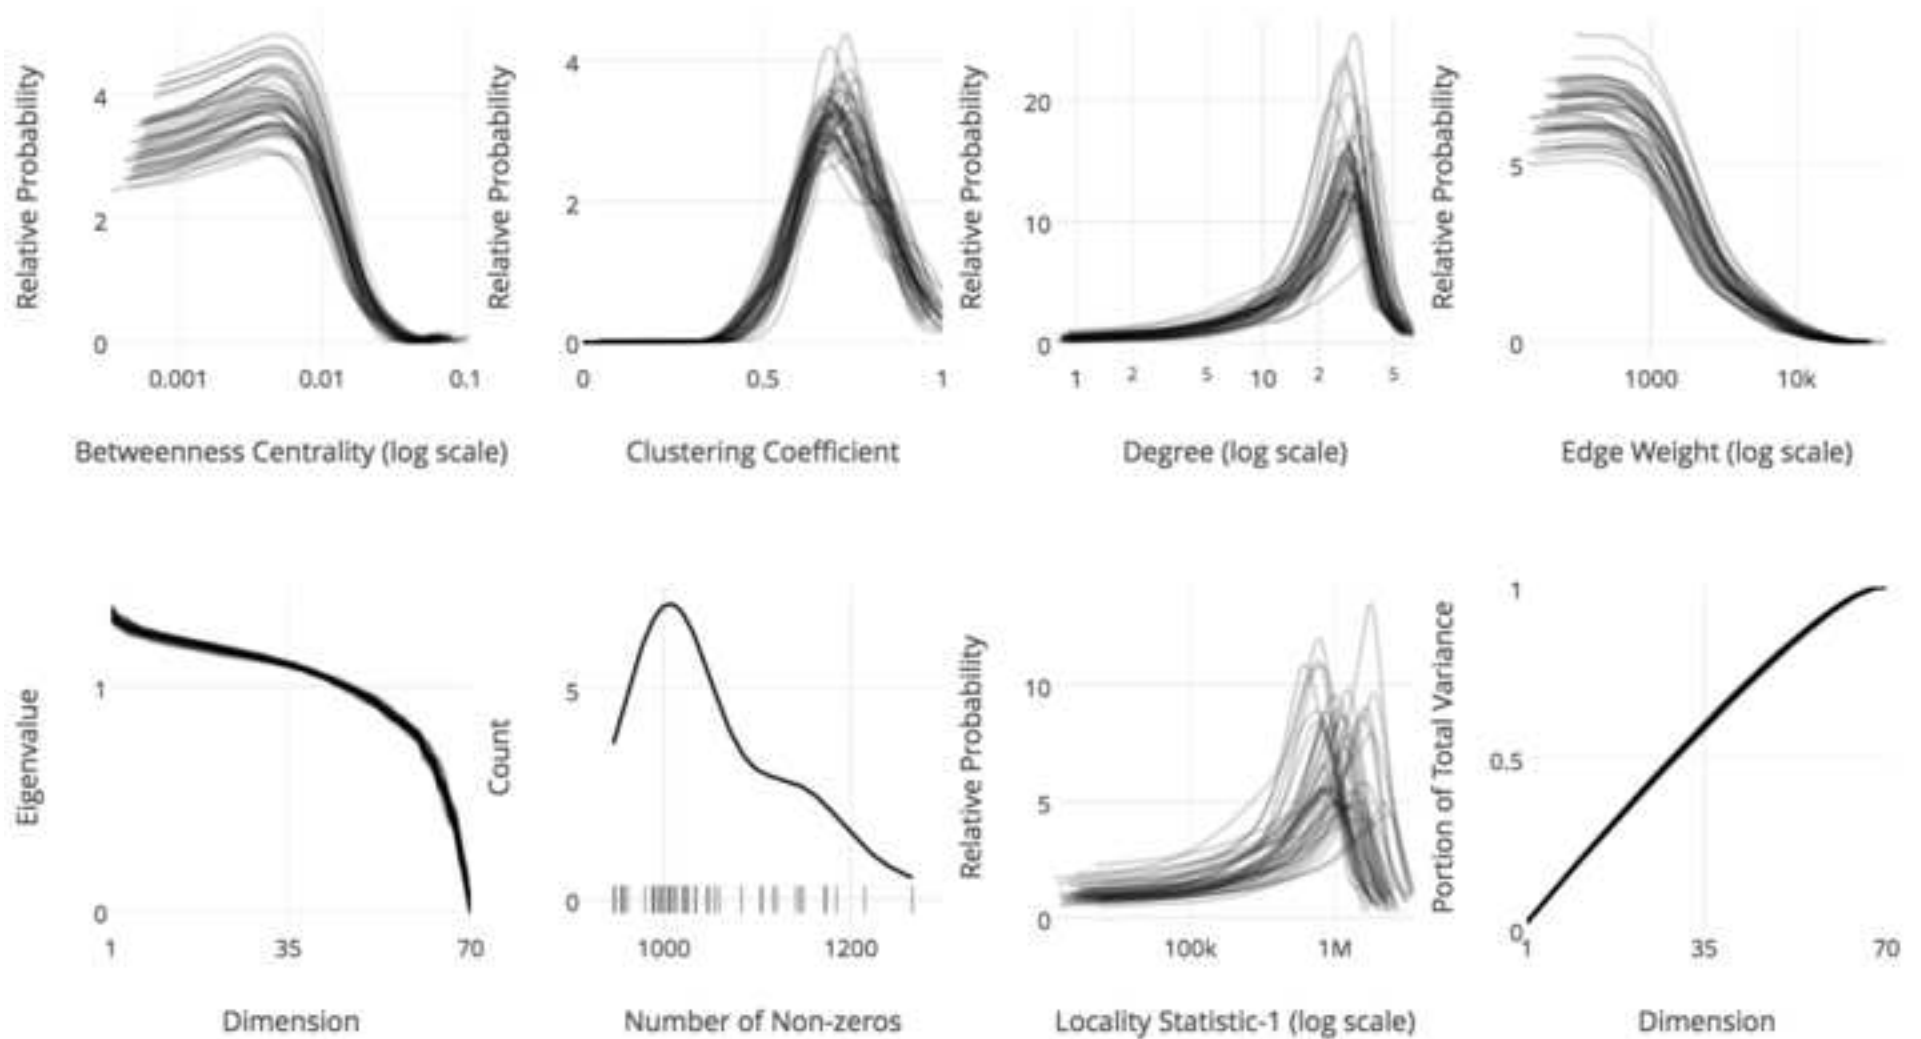 Relative Probability
4
2
0
0.001
0.01
0.1
Betweenness Centrality (log scale)
Relative Probability
4
2
0
0
0.5
1
Clustering Coefficient
Relative Probability
20
10
0
1
2
5
10
2
5
Degree (log scale)
Relative Probability
5
0
1000
10k
Edge Weight (log scale)
Eigenvalue
1
0
1
35
70
Dimension
Count
5
0
1000
1200
Number of Non-zeros
Relative Probability
10
5
0
100k
1M
Locality Statistic-1 (log scale)
Portion of Total Variance
1
0.5
0
1
35
70
Dimension